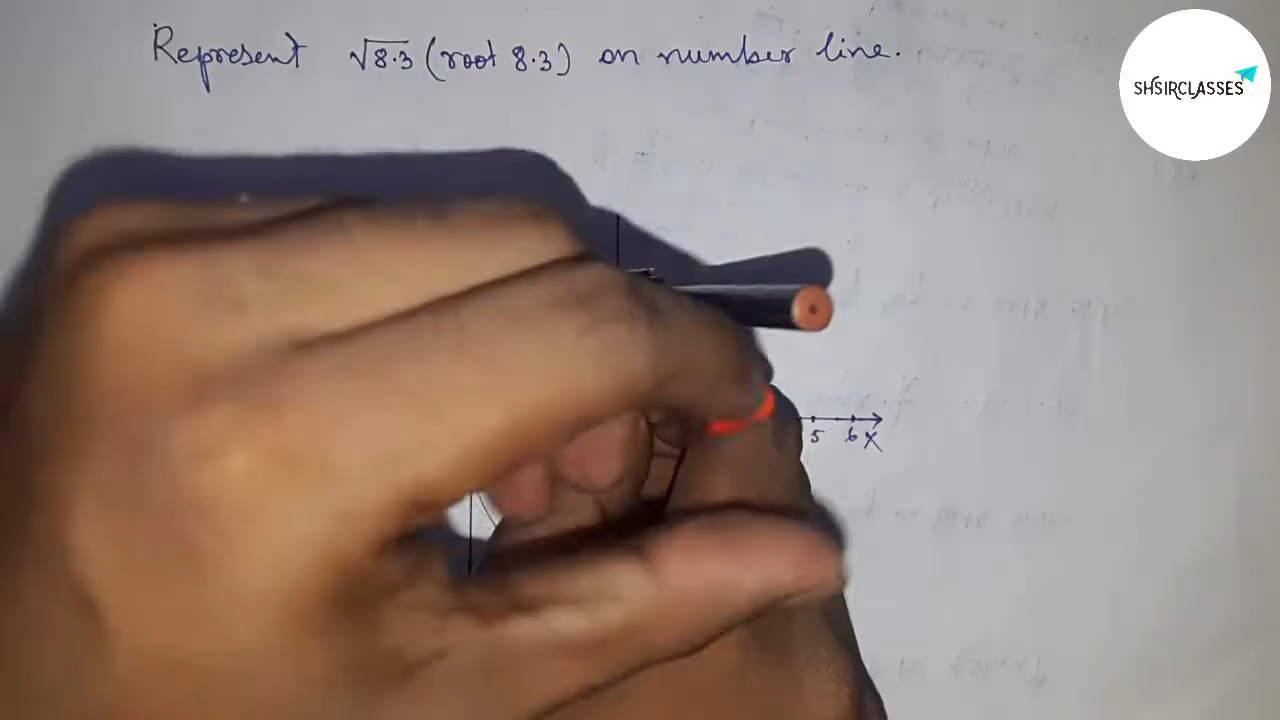 Represent √8.3 (root 8.3) on number line.
SHSIRCLASSES
5 6 X